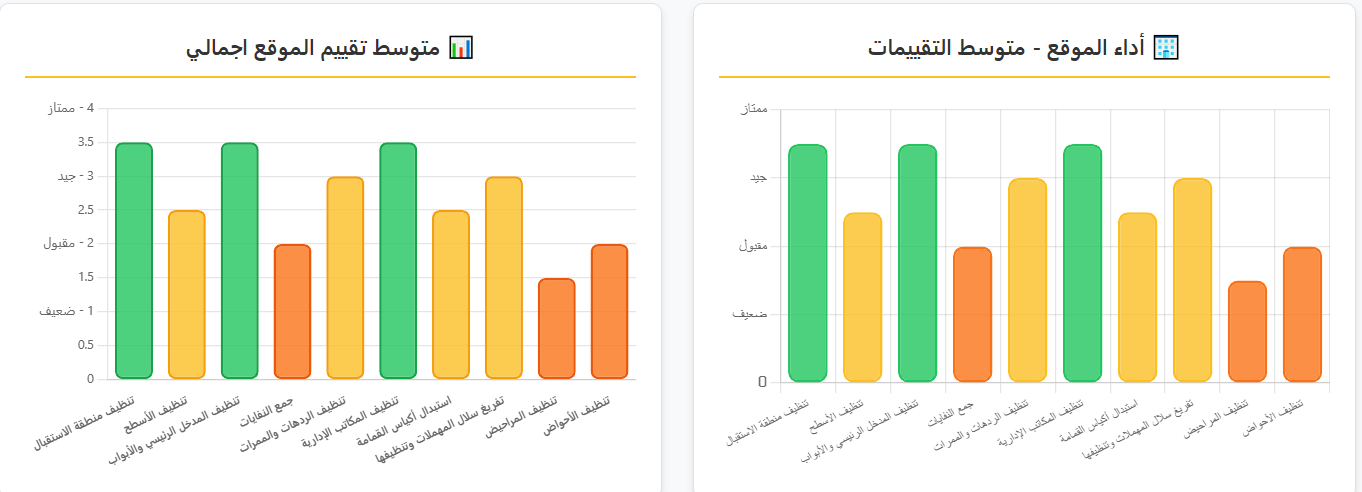 📊 متوسط تقييم الموقع اجمالي
4 - ممتاز
3.5
3 - جيد
2.5
2 - مقبول
1.5
1 - ضعيف
0.5
0
تنظيف منطقة الاستقبال
تنظيف الأسطح
تنظيف المدخل الرئيسي والأبواب
جمع النفايات
تنظيف الردهات والممرات
تنظيف المكاتب الإدارية
استبدال أكياس القمامة
تفريغ سلال المهملات وتنظيفها
تنظيف المراحيض
تنظيف الأحواض
🏢 أداء الموقع - متوسط التقييمات
ممتاز
جيد
مقبول
ضعيف
0
تنظيف منطقة الاستقبال
تنظيف الأسطح
تنظيف المدخل الرئيسي والأبواب
جمع النفايات
تنظيف الردهات والممرات
تنظيف المكاتب الإدارية
استبدال أكياس القمامة
تفريغ سلال المهملات وتنظيفها
تنظيف المراحيض
تنظيف الأحواض